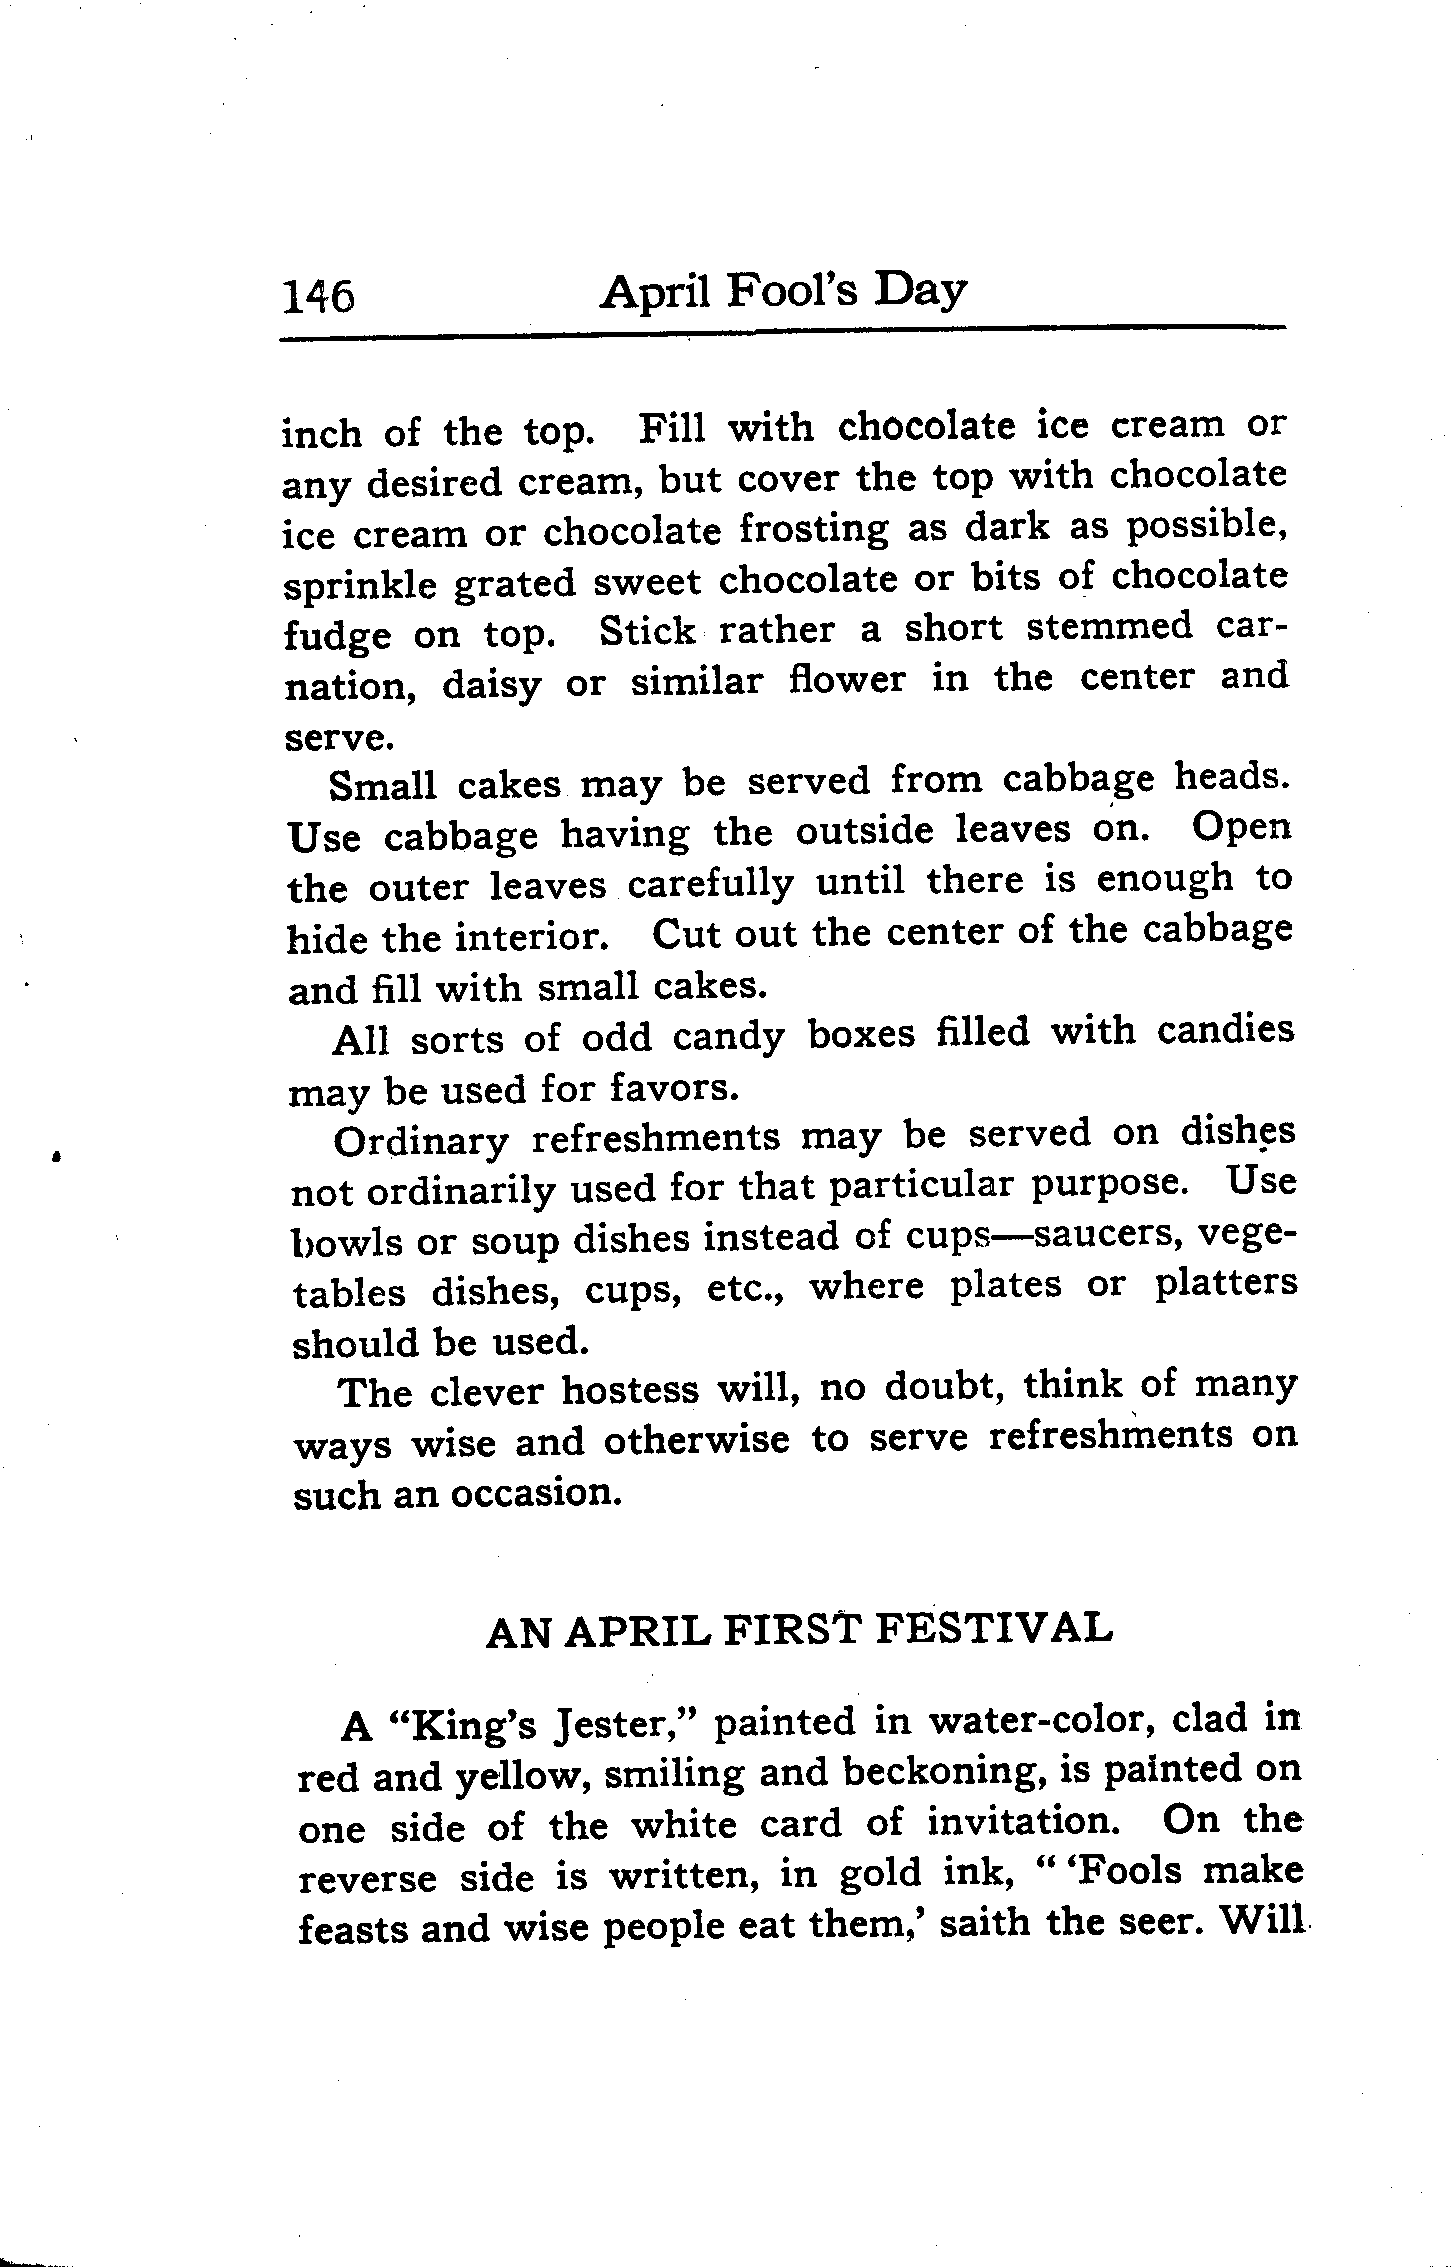 146 April Fool's Day
inch of the top. Fill with chocolate ice cream or
any desired cream, but cover the top with chocolate
ice cream or chocolate frosting as dark as possible,
sprinkle grated sweet chocolate or bits of chocolate
fudge on top. Stick rather a short stemmed car-
nation, daisy or similar flower in the center and
serve.
Small cakes may be served from cabbage heads.
Use cabbage having the outside leaves on. Open
the outer leaves carefully until there is enough to
hide the interior. Cut out the center of the cabbage
and fill with small cakes.
All sorts of odd candy boxes filled with candies
may be used for favors.
Ordinary refreshments may be served on dishes
not ordinarily used for that particular purpose. Use
bowls or soup dishes instead of cups—saucers, vege-
tables dishes, cups, etc., where plates or platters
should be used.
The clever hostess will, no doubt, think of many
ways wise and otherwise to serve refreshments on
such an occasion.
AN APRIL FIRST FESTIVAL
A “King's Jester,” painted in water-color, clad in
red and yellow, smiling and beckoning, is painted on
one side of the white card of invitation. On the
reverse side is written, in gold ink, “ ‘Fools make
feasts and wise people eat them,’ saith the seer. Will